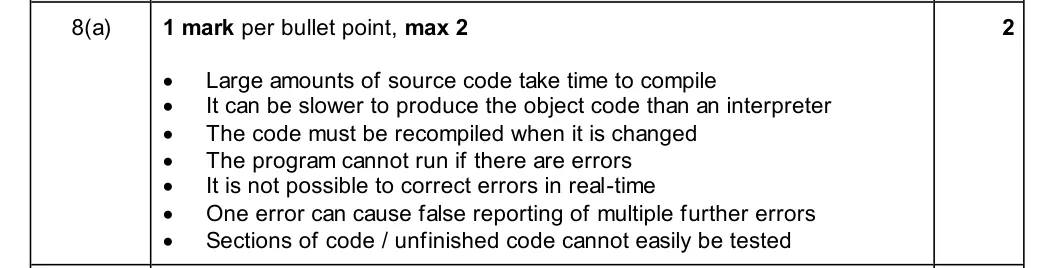 8(a) 1 mark per bullet point, max 2 2
• Large amounts of source code take time to compile
• It can be slower to produce the object code than an interpreter
• The code must be recompiled when it is changed
• The program cannot run if there are errors
• It is not possible to correct errors in real-time
• One error can cause false reporting of multiple further errors
• Sections of code / unfinished code cannot easily be tested